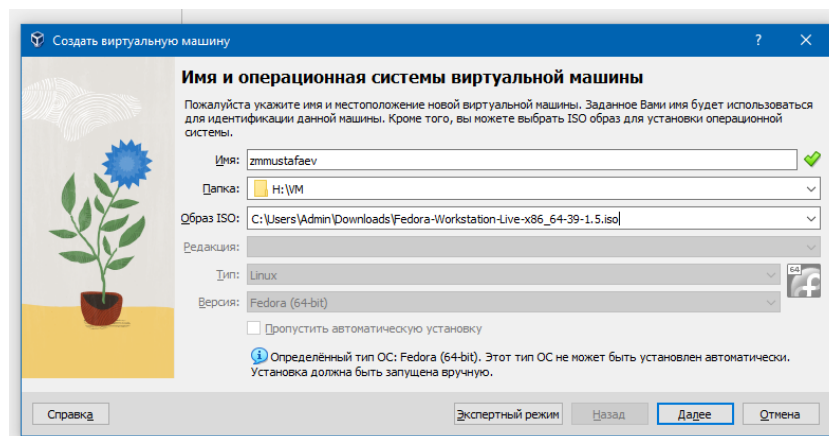 Создать виртуальную машину
?
Имя и операционная системы виртуальной машины
Пожалуйста укажите имя и местоположение новой виртуальной машины. Заданное Вами имя будет использоваться
для идентификации данной машины. Кроме того, вы можете выбрать ISO образ для установки операционной
системы.
Имя: zmmustafaev
Папка: H:\VM
Образ ISO: C:\Users\Admin\Downloads\Fedora-Workstation-Live-x86_64-39-1.5.iso
Редакция:
Тип: Linux
64
Версия: Fedora (64-bit)
Пропустить автоматическую установку
Определённый тип ОС: Fedora (64-bit). Этот тип ОС не может быть установлен автоматически.
Установка должна быть запущена вручную.
Справка Экспертный режим Назад Далее Отмена